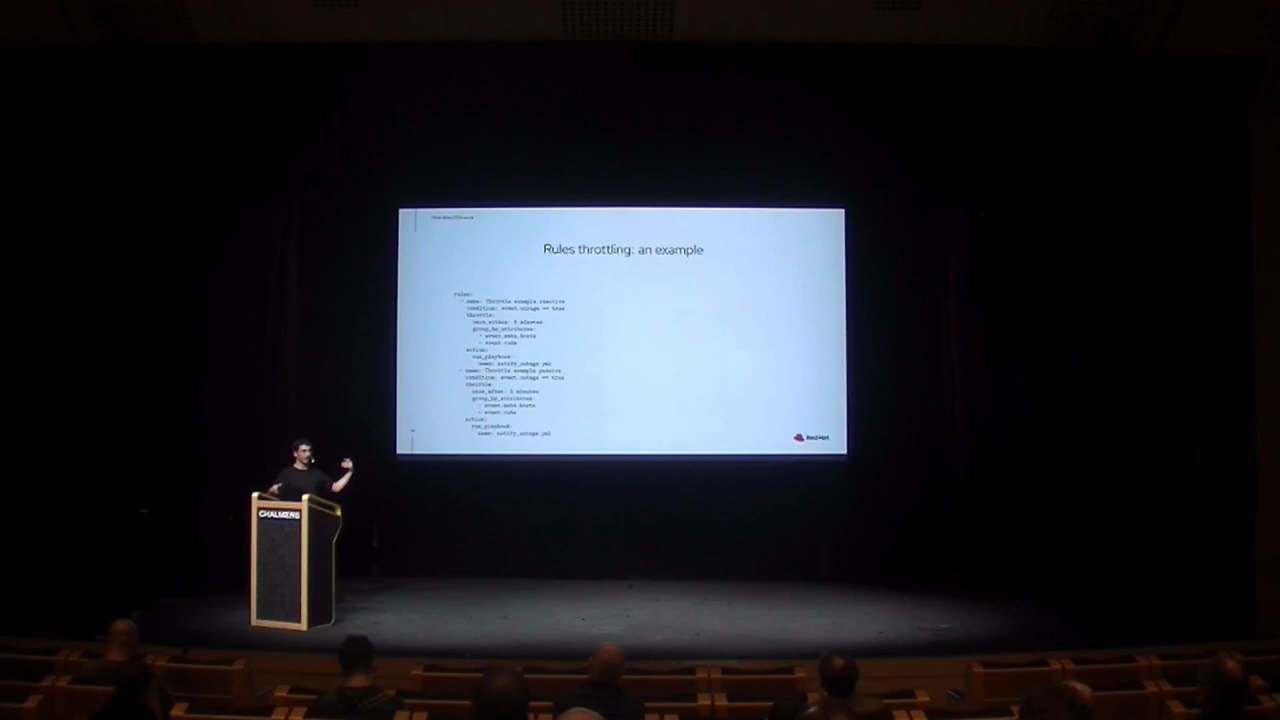 Rules throttling: an example
rules:
- name: Throttle example reactive
condition: event.outage == true
throttle:
once_within: 5 minutes
group_by_attributes:
- event.meta.hosts
- event.code
action:
run_playbook:
name: notify_outage.yml
- name: Throttle example passive
condition: event.outage == true
throttle:
once_after: 5 minutes
group_by_attributes:
- event.meta.hosts
- event.code
action:
run_playbook:
name: notify_outage.yml
Red Hat
CHALMERS